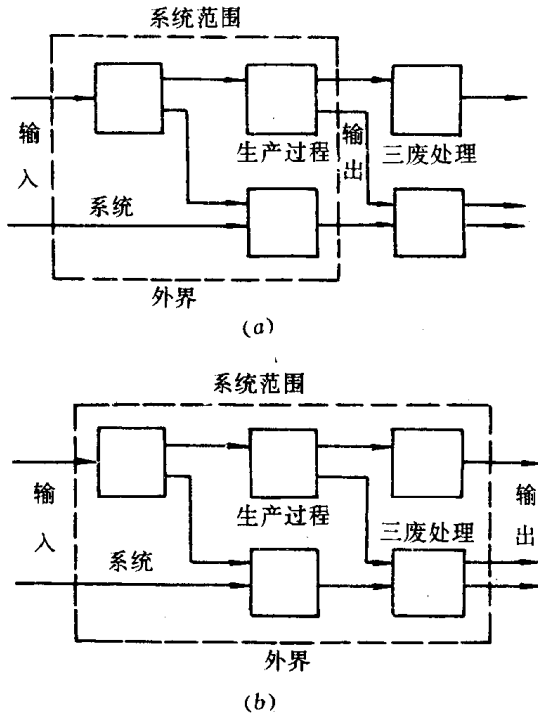 系统范围
输入
生产过程
输出
三废处理
系统
外界
(a)
系统范围
输入
生产过程
三废处理
输出
系统
外界
(b)